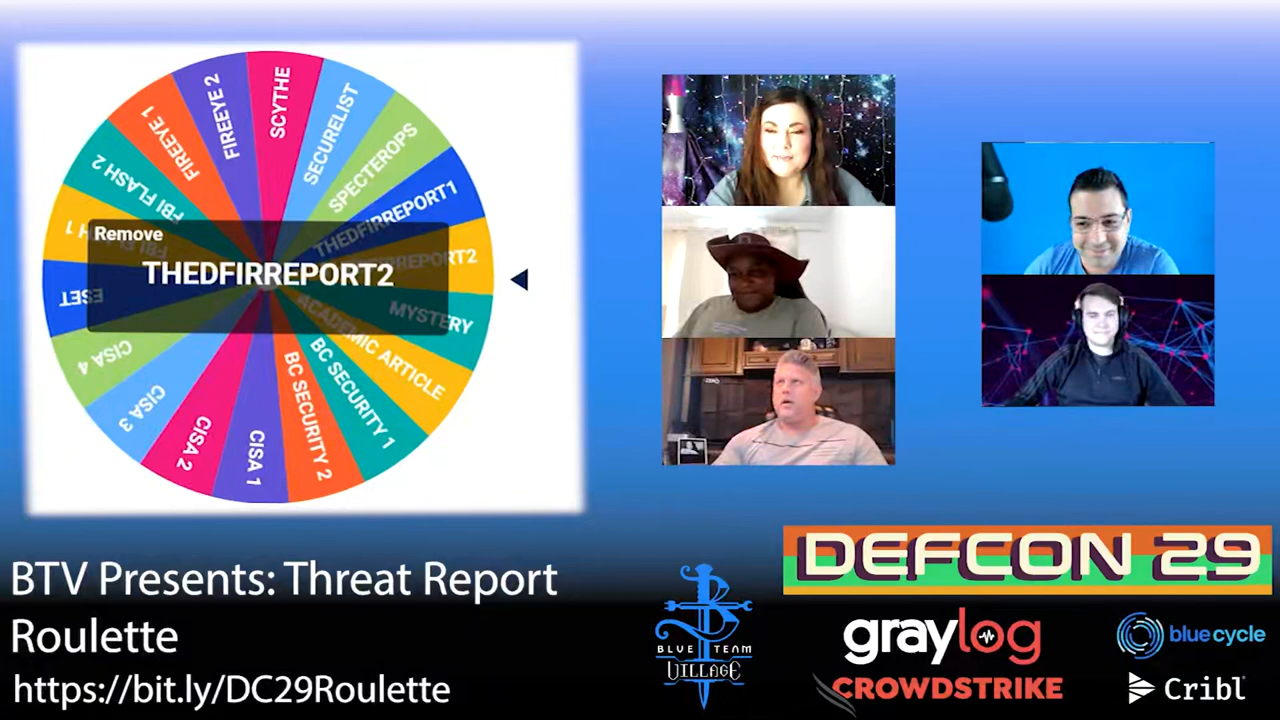 SCYTHE
SECURELIST
SPECTEROPS
THEDFIRREPORT1
MYSTERY
ACADEMIC ARTICLE
BC SECURITY 1
BC SECURITY 2
CISA 1
CISA 2
CISA 3
CISA 4
ESET
FBI FLASH 2
FIREEYE 1
FIREEYE 2
Remove
THEDFIRREPORT2
BTV Presents: Threat Report
Roulette
https://bit.ly/DC29Roulette
BLUE TEAM
VILLAGE
DEFCON 29
graylog
bluecycle
CROWDSTRIKE
Cribl